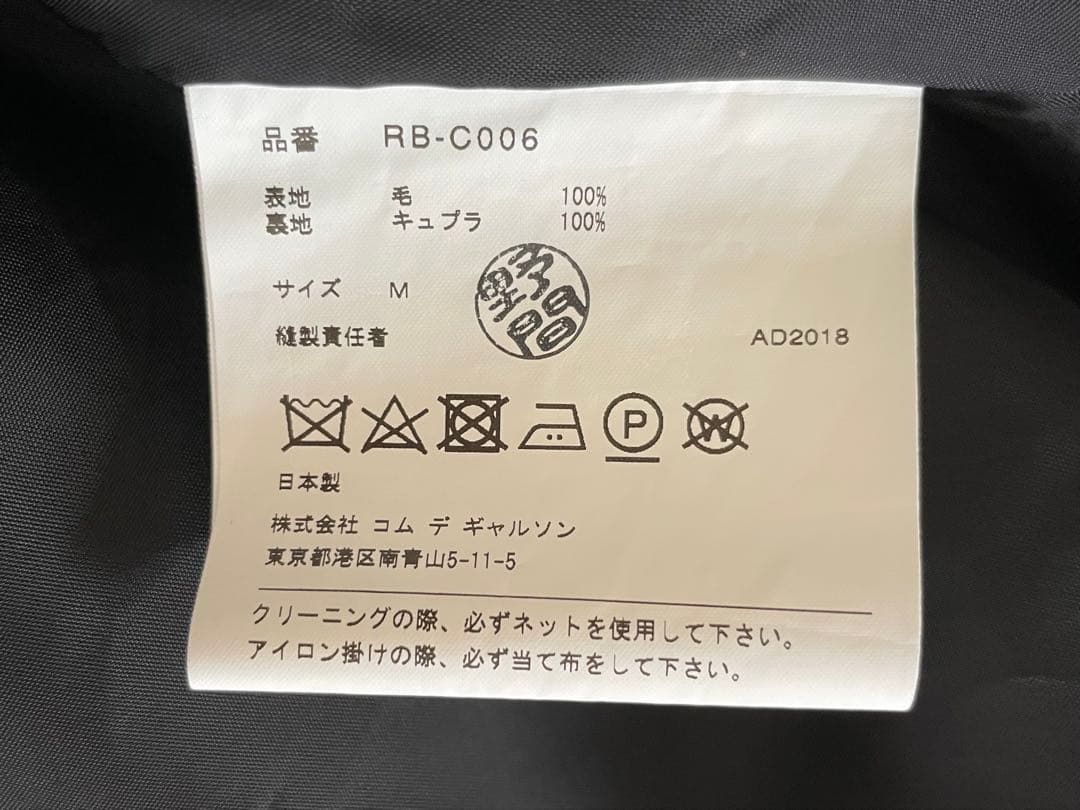 品番 RB-C006
表地 毛 100%
裏地 キュプラ 100%
サイズ M
野口
縫製責任者 AD2018
P
W
日本製
株式会社 コム デ ギャルソン
東京都港区南青山5-11-5
クリーニングの際、必ずネットを使用して下さい。
アイロン掛けの際、必ず当て布をして下さい。